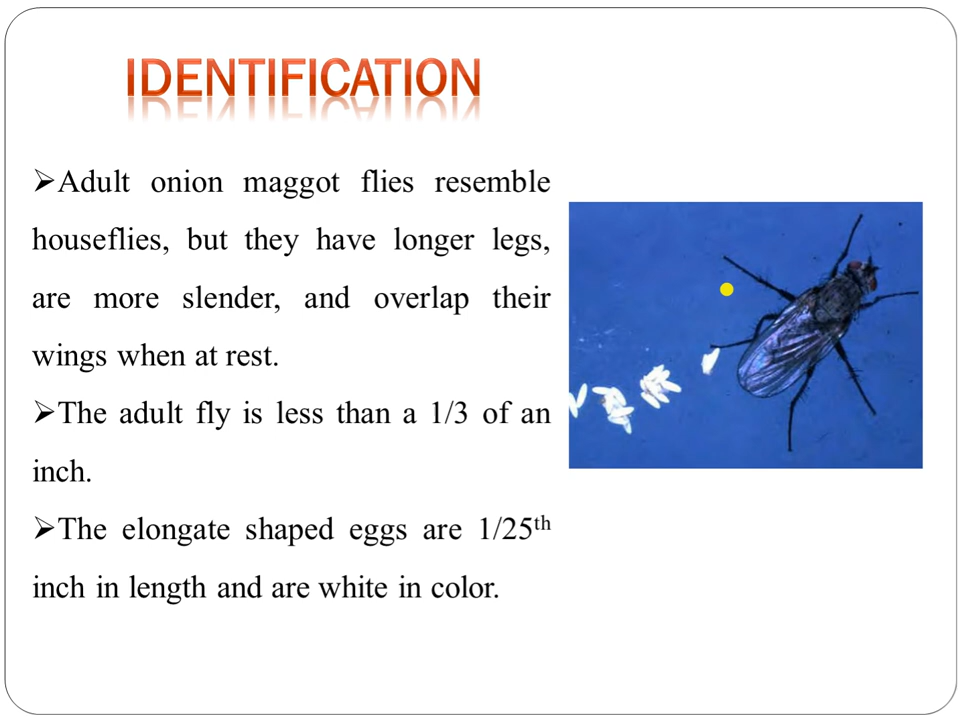 IDENTIFICATION
➢Adult onion maggot flies resemble
houseflies, but they have longer legs,
are more slender, and overlap their
wings when at rest.
➢The adult fly is less than a 1/3 of an
inch.
➢The elongate shaped eggs are 1/25th
inch in length and are white in color.